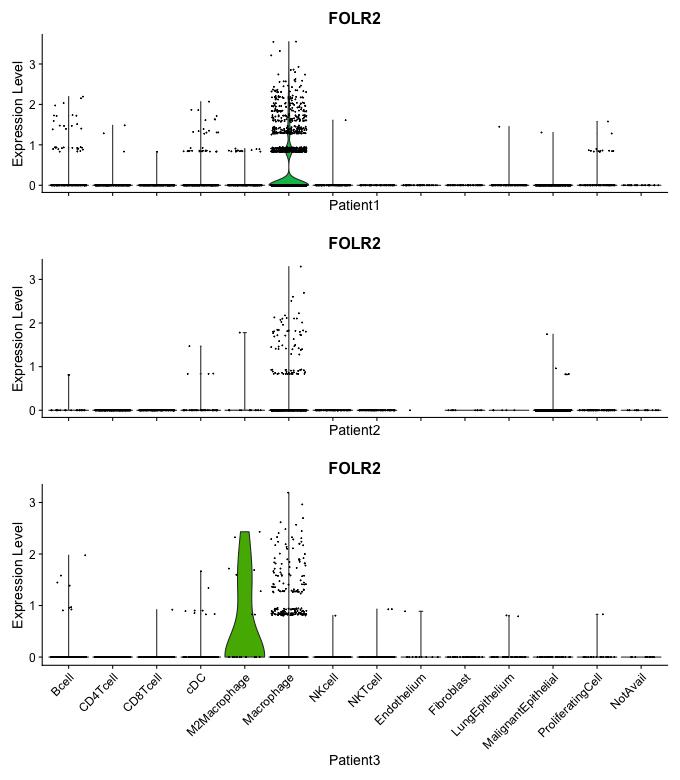 FOLR2
Expression Level
3
2
1
0
Patient1
FOLR2
Expression Level
3
2
1
0
Patient2
FOLR2
Expression Level
3
2
1
0
Bcell
CD4Tcell
CD8Tcell
cDC
M2Macrophage
Macrophage
NKcell
NKTcell
Endothelium
Fibroblast
LungEpithelium
MalignantEpithelial
ProliferatingCell
NotAvail
Patient3